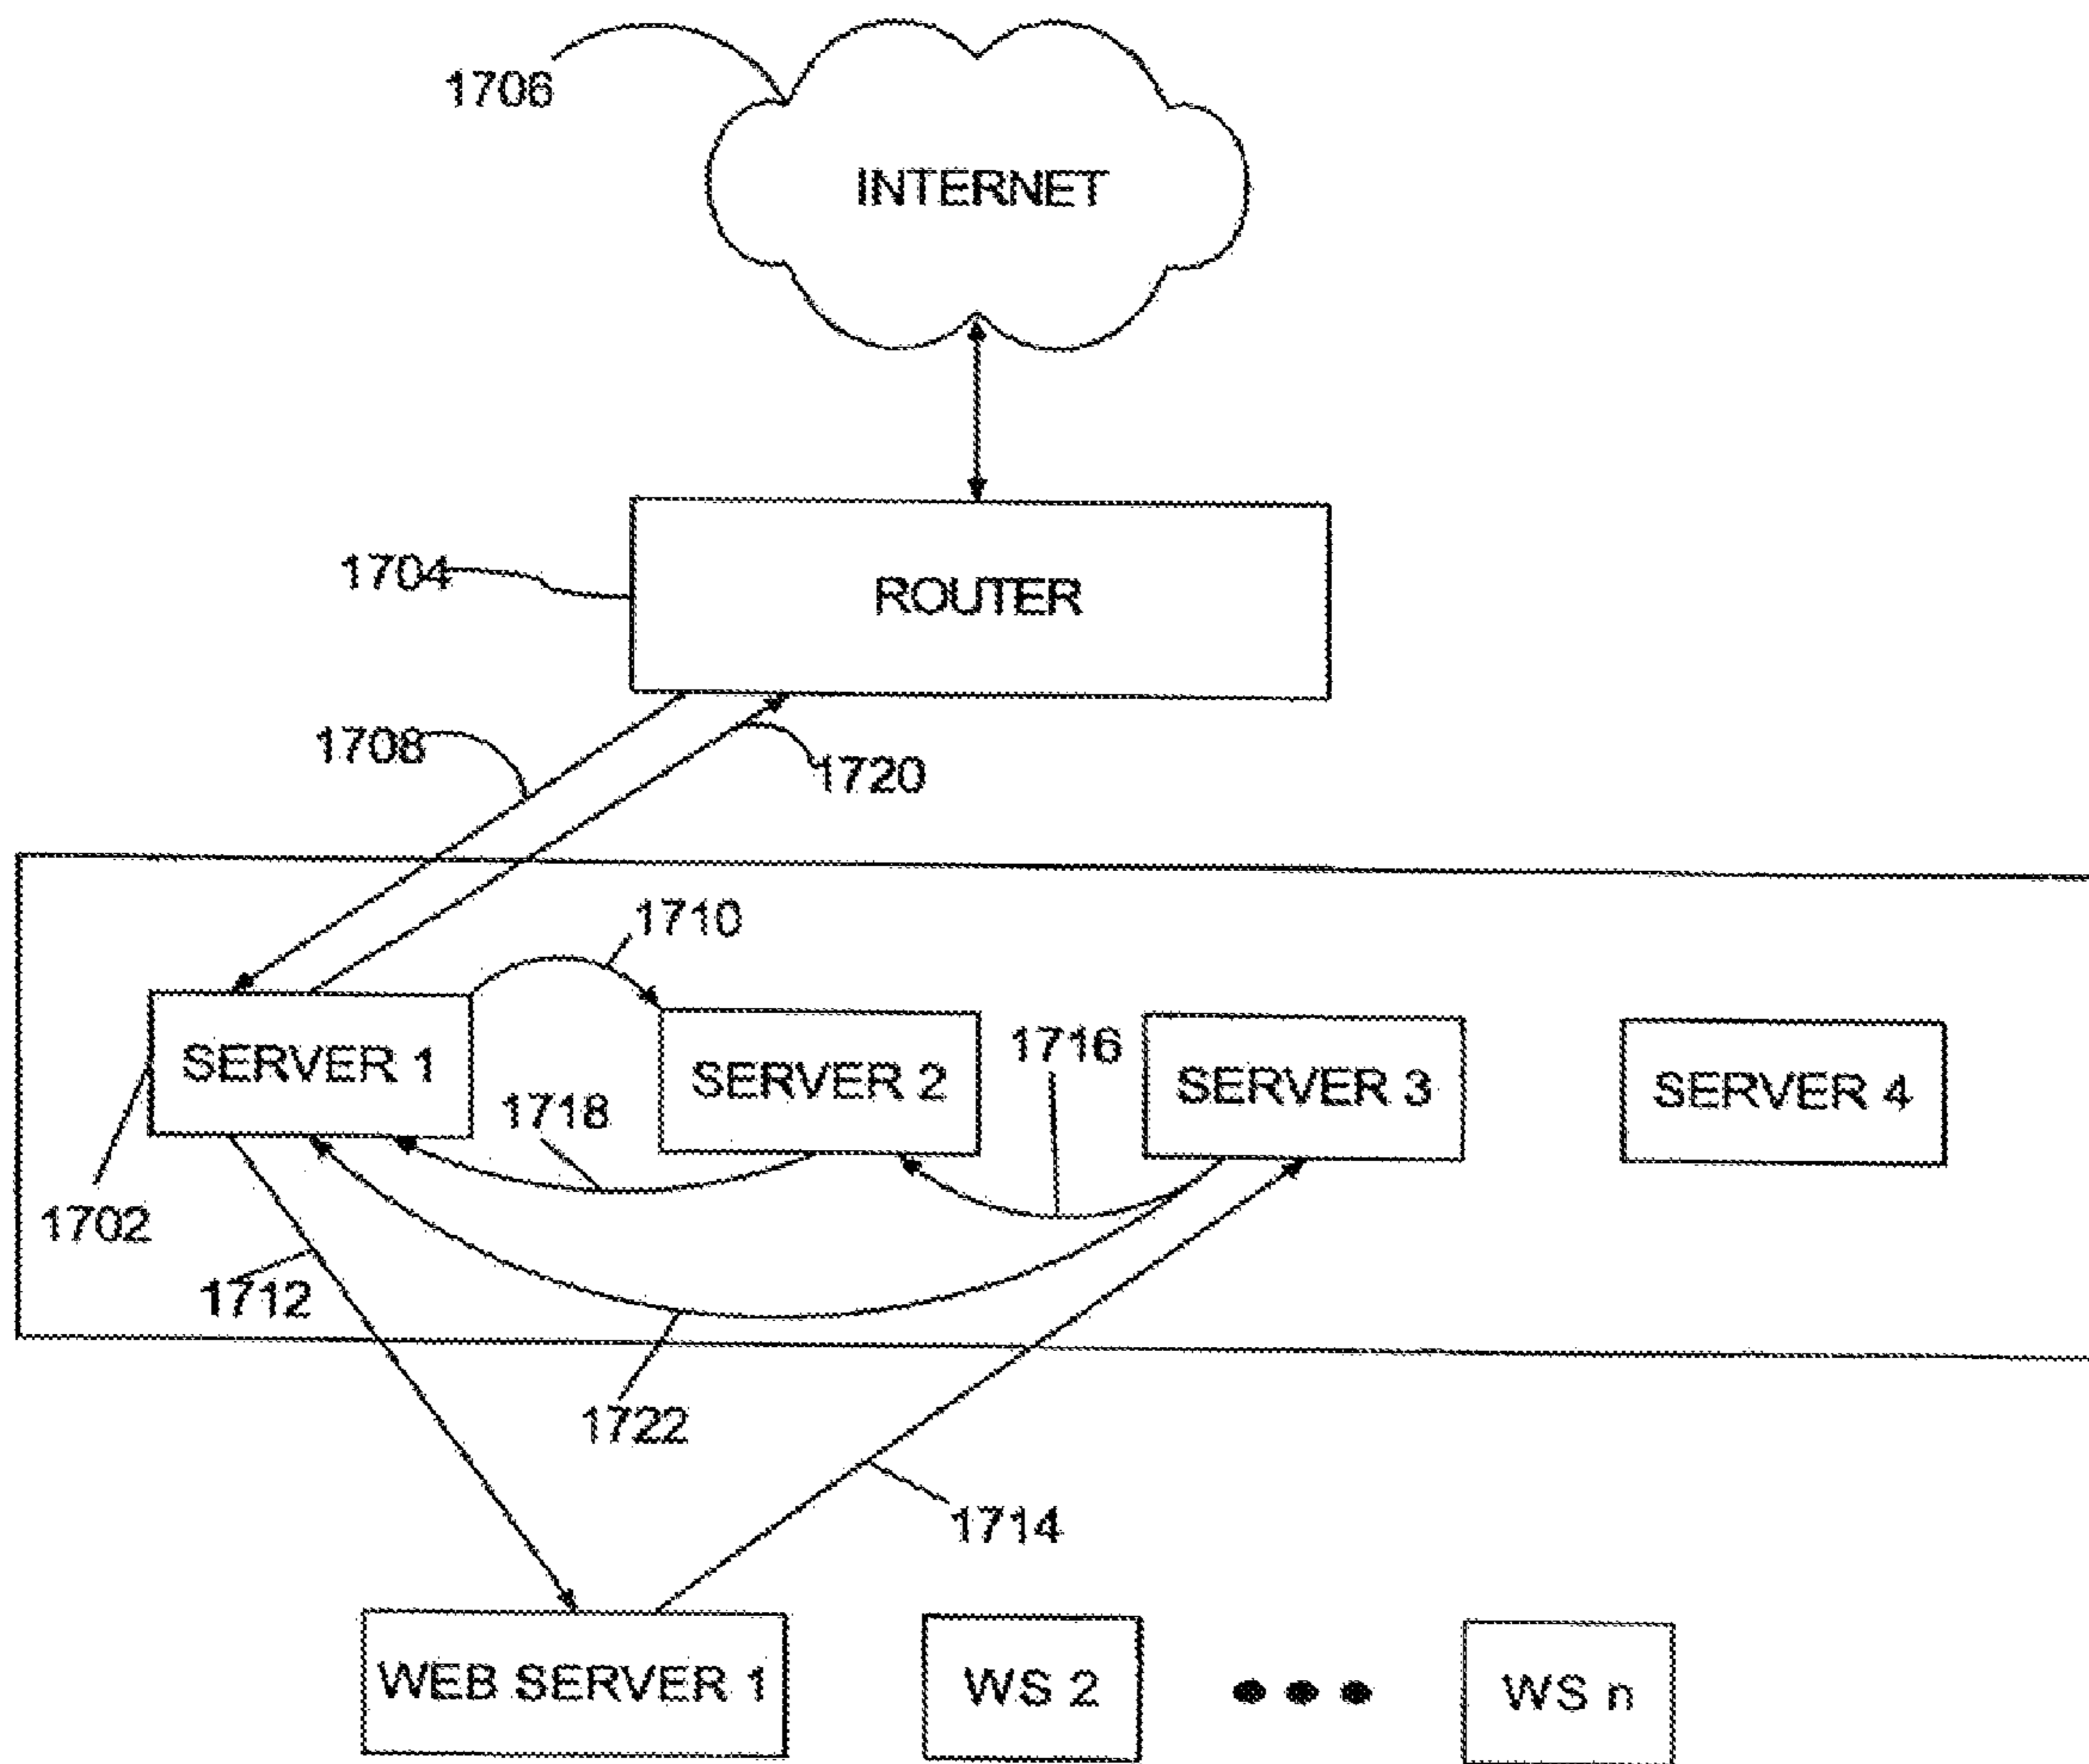 1706
INTERNET
1704
ROUTER
1708
1720
1710
SERVER 1
SERVER 2
1716
SERVER 3
SERVER 4
1718
1702
1712
1722
1714
WEB SERVER 1
WS 2
WS n